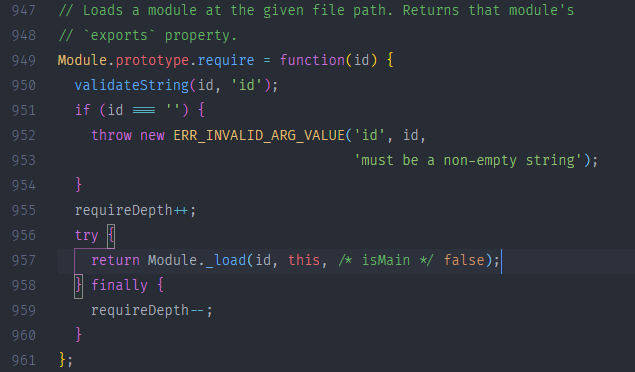 947 // Loads a module at the given file path. Returns that module's
948 // `exports` property.
949 Module.prototype.require = function(id) {
950   validateString(id, 'id');
951   if (id === '') {
952     throw new ERR_INVALID_ARG_VALUE('id', id,
953                                     'must be a non-empty string');
954   }
955   requireDepth++;
956   try {
957     return Module._load(id, this, /* isMain */ false);
958   } finally {
959     requireDepth--;
960   }
961 };